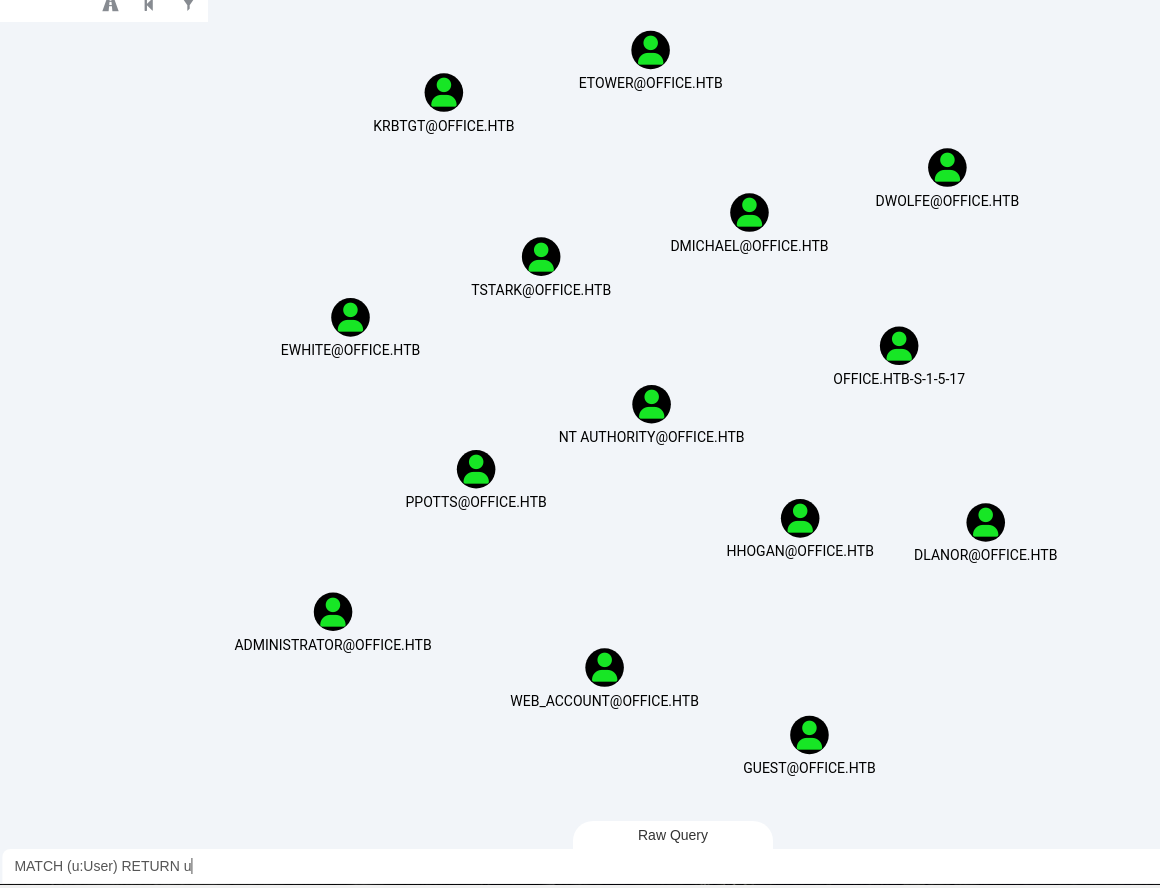 ETOWER@OFFICE.HTB
KRBTGT@OFFICE.HTB
DWOLFE@OFFICE.HTB
DMICHAEL@OFFICE.HTB
TSTARK@OFFICE.HTB
EWHITE@OFFICE.HTB
OFFICE.HTB-S-1-5-17
NT AUTHORITY@OFFICE.HTB
PPOTTS@OFFICE.HTB
HHOGAN@OFFICE.HTB
DLANOR@OFFICE.HTB
ADMINISTRATOR@OFFICE.HTB
WEB_ACCOUNT@OFFICE.HTB
GUEST@OFFICE.HTB
Raw Query
MATCH (u:User) RETURN u